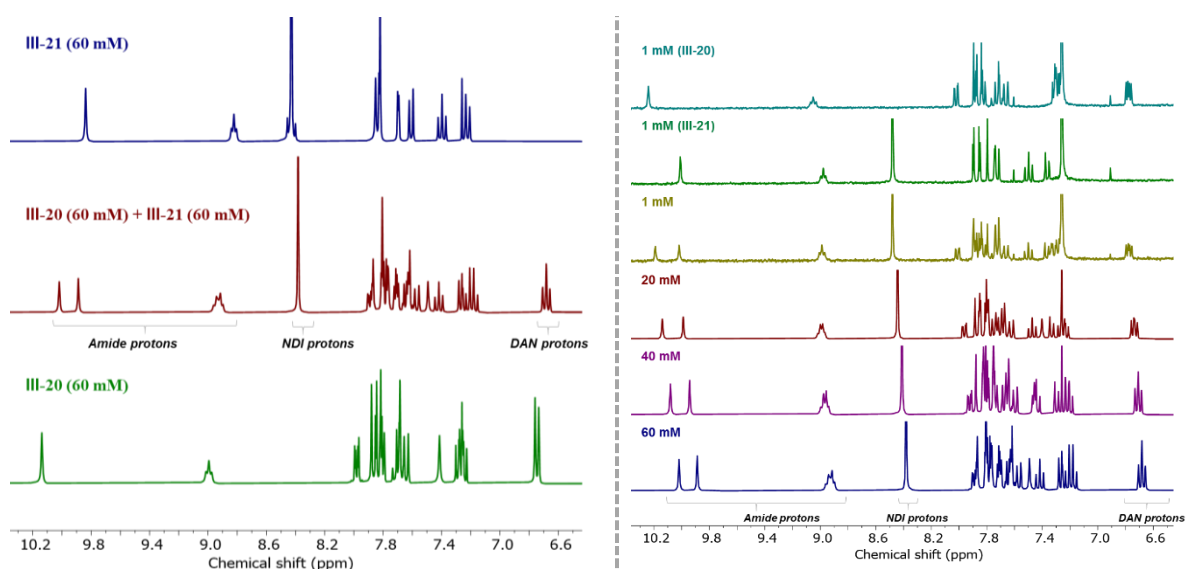 III-21 (60 mM)
III-20 (60 mM) + III-21 (60 mM)
Amide protons
NDI protons
DAN protons
III-20 (60 mM)
10.2 9.8 9.4 9.0 8.6 8.2 7.8 7.4 7.0 6.6
Chemical shift (ppm)
1 mM (III-20)
1 mM (III-21)
1 mM
20 mM
40 mM
60 mM
Amide protons
NDI protons
DAN protons
10.2 9.8 9.4 9.0 8.6 8.2 7.8 7.4 7.0 6.6
Chemical shift (ppm)